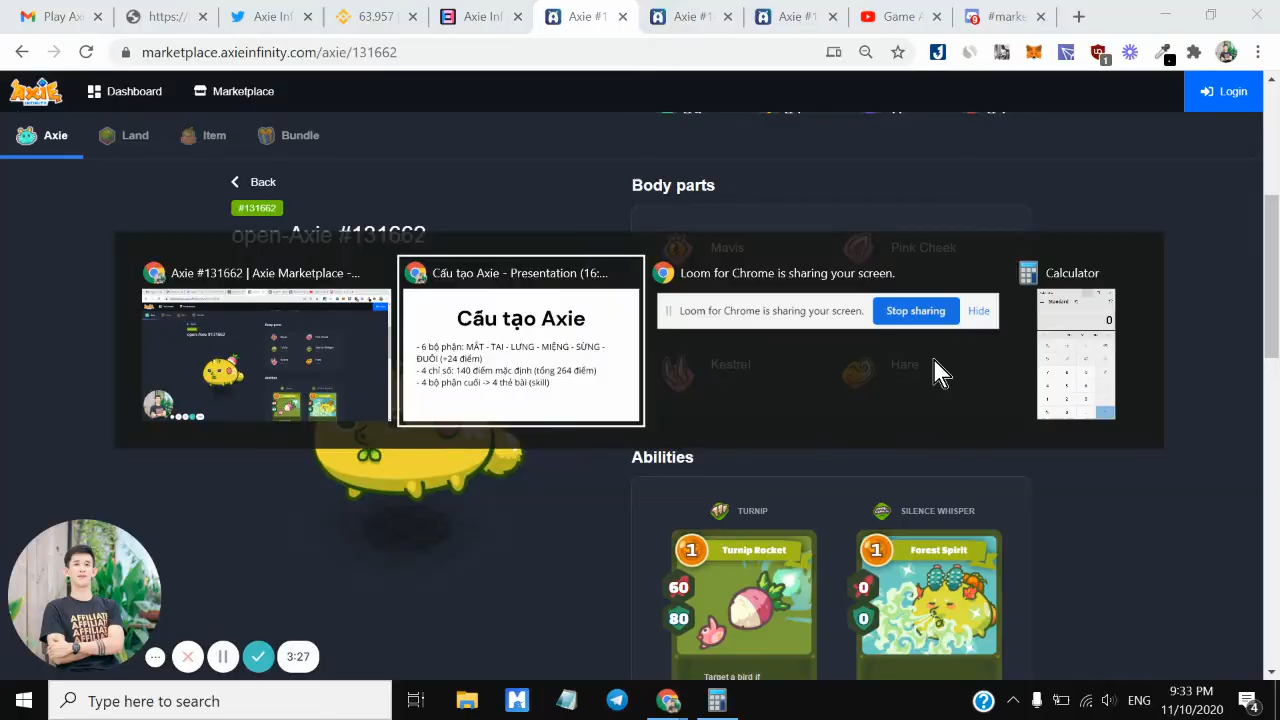 Play Ax
https://
Axie Inf
63.957
Axie Inf
Axie #1
Axie #1
Axie #1
Game A
#marke
marketplace.axieinfinity.com/axie/131662
Dashboard
Marketplace
Login
Axie
Land
Item
Bundle
Back
#131662
open-Axie #131662
Body parts
Mavis
Pink Cheek
Kestrel
Hare
Axie #131662 | Axie Marketplace -...
Cấu tạo Axie - Presentation (16:...
Cấu tạo Axie
- 6 bộ phận: MẮT - TAI - LƯNG - MIỆNG - SỪNG -
ĐUÔI (+24 điểm)
- 4 chỉ số: 140 điểm mặc định (tổng 264 điểm)
- 4 bộ phận cuối -> 4 thẻ bài (skill)
Loom for Chrome is sharing your screen.
Loom for Chrome is sharing your screen.
Stop sharing
Hide
Calculator
Standard
0
Abilities
TURNIP
SILENCE WHISPER
1
Turnip Rocket
60
80
Target a bird if
1
Forest Spirit
0
0
AFFILIATE
3:27
Type here to search
ENG
9:33 PM
11/10/2020
4